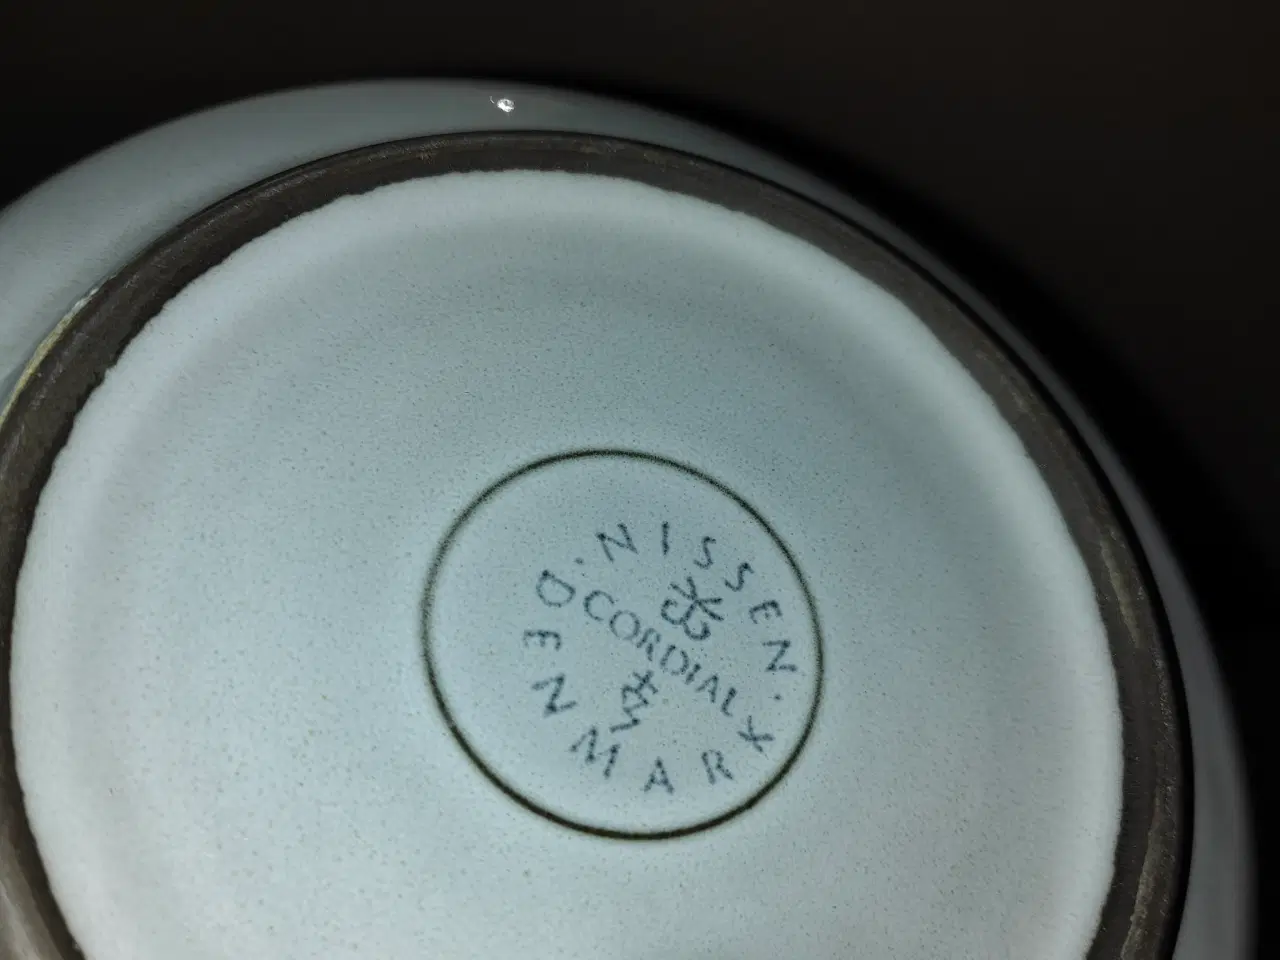 · NISSEN ·
CORDIAL
DENMARK